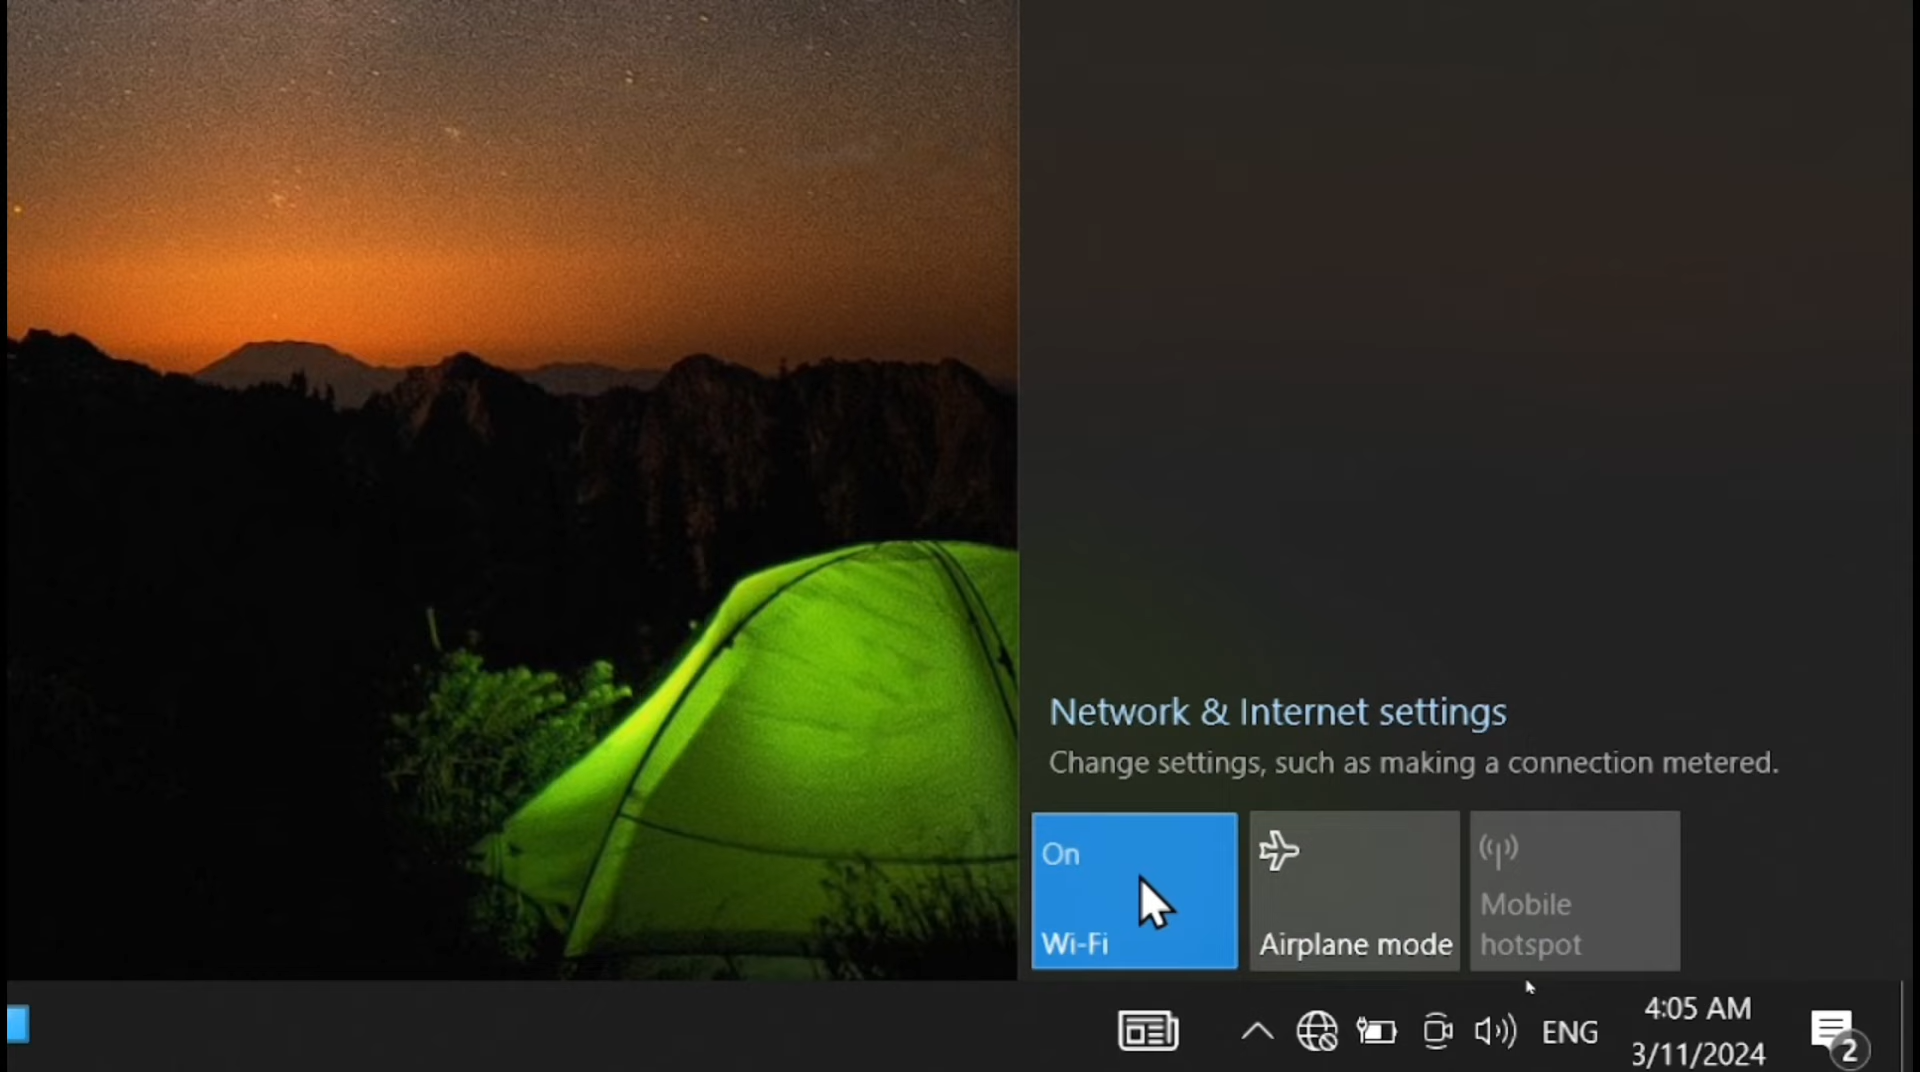 Network & Internet settings
Change settings, such as making a connection metered.
On
Wi-Fi
Airplane mode
Mobile
hotspot
ENG
4:05 AM
3/11/2024
2